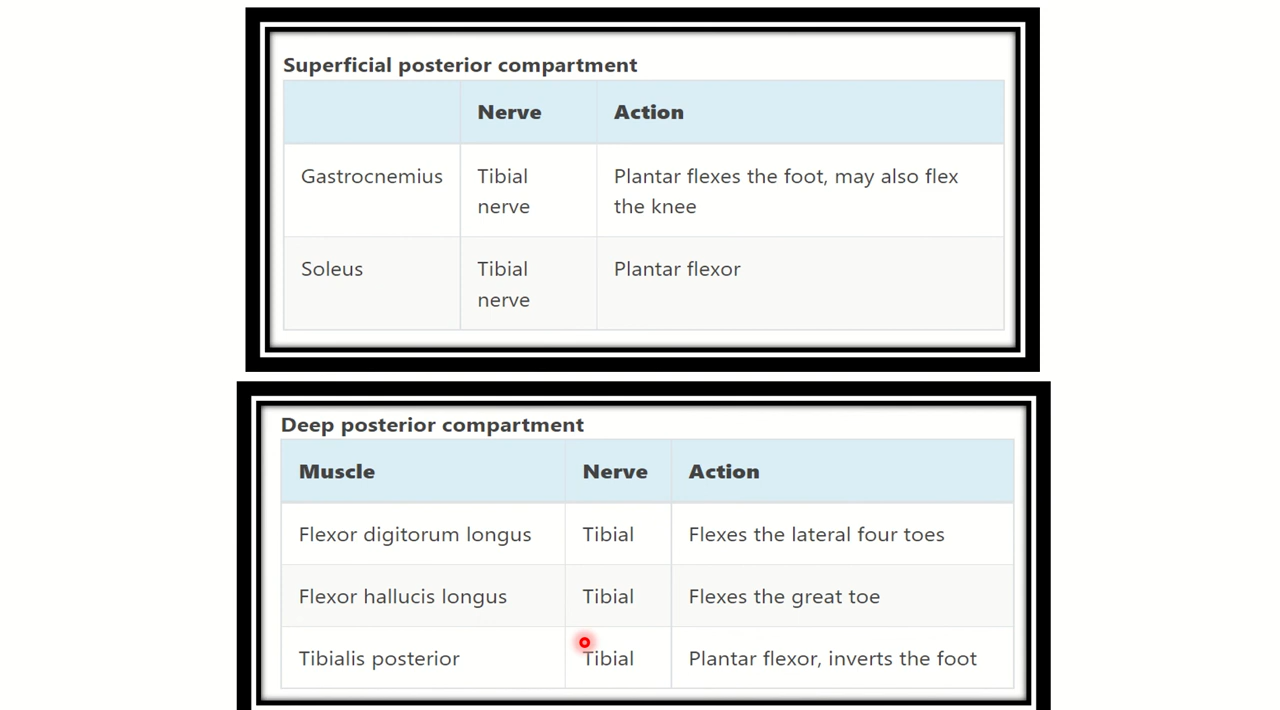 Superficial posterior compartment
Nerve Action
Gastrocnemius Tibial nerve Plantar flexes the foot, may also flex the knee
Soleus Tibial nerve Plantar flexor
Deep posterior compartment
Muscle Nerve Action
Flexor digitorum longus Tibial Flexes the lateral four toes
Flexor hallucis longus Tibial Flexes the great toe
Tibialis posterior Tibial Plantar flexor, inverts the foot